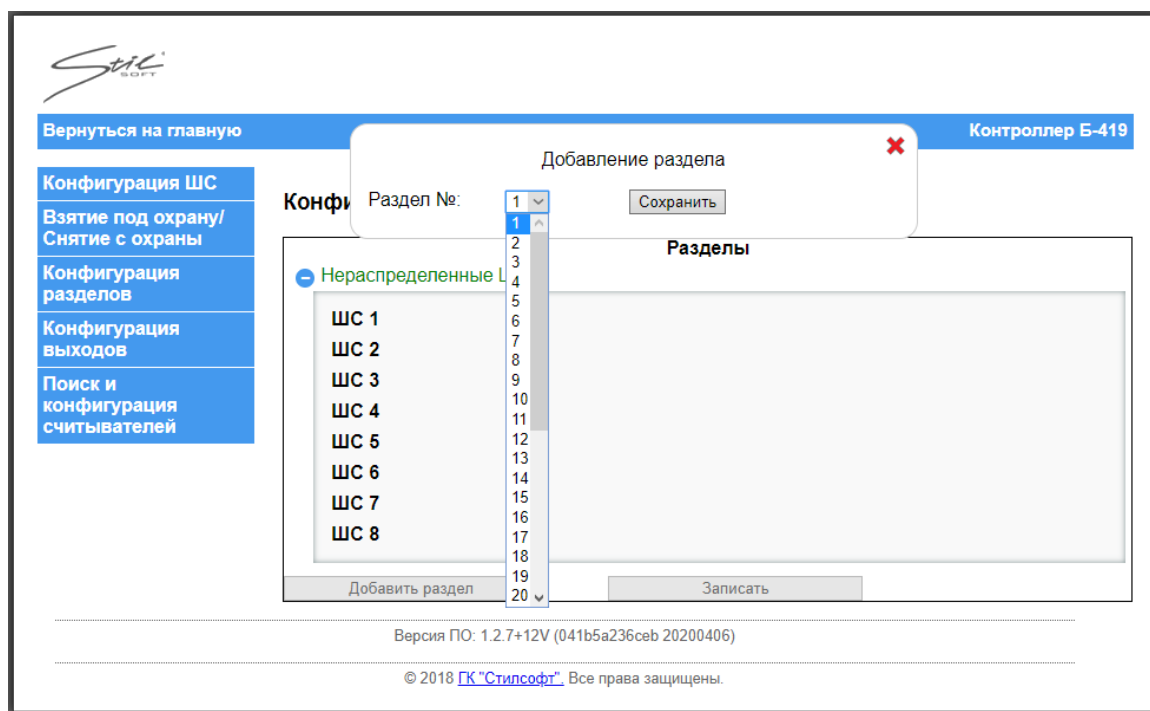 Stil
SOFT
Вернуться на главную
Контроллер Б-419
Добавление раздела
Раздел №:
1
Сохранить
Конфигурация ШС
Взятие под охрану/
Снятие с охраны
Конфигурация
разделов
Конфигурация
выходов
Поиск и
конфигурация
считывателей
Разделы
Нераспределенные
ШС 1
ШС 2
ШС 3
ШС 4
ШС 5
ШС 6
ШС 7
ШС 8
1
2
3
4
5
6
7
8
9
10
11
12
13
14
15
16
17
18
19
20
Добавить раздел
Записать
Версия ПО: 1.2.7+12V (041b5a236ceb 20200406)
© 2018 ГК "Стилсофт". Все права защищены.